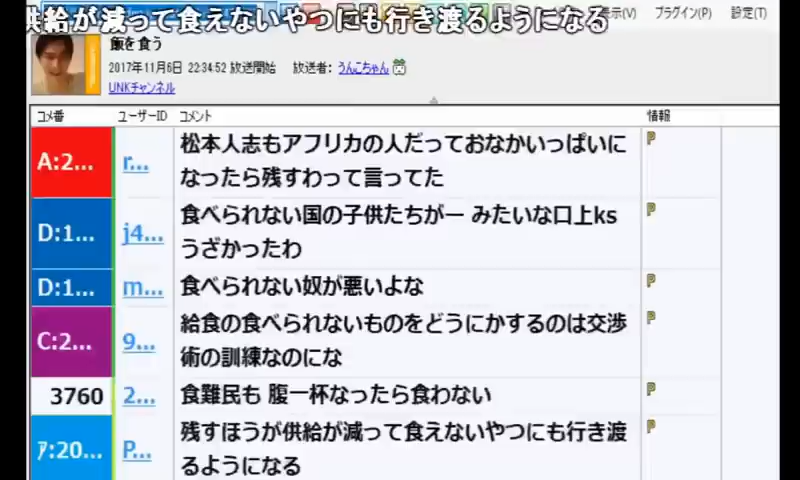 供給が減って食えないやつにも行き渡るようになる
表示(V) プラグイン(P) 設定(T)
飯を食う
2017年11月6日 22:34:52 放送開始 放送者: うんこちゃん
UNKチャンネル
コメ番 ユーザーID コメント 情報
A:2... r... 松本人志もアフリカの人だっておなかいっぱいに
なったら残すわって言ってた P
D:1... j4... 食べられない国の子供たちがー みたいな口上ks
うざかったわ P
D:1... m... 食べられない奴が悪いよな P
C:2... 9... 給食の食べられないものをどうにかするのは交渉
術の訓練なのにな P
3760 2... 食難民も 腹一杯なったら食わない P
ｱ:20... P... 残すほうが供給が減って食えないやつにも行き渡
るようになる P